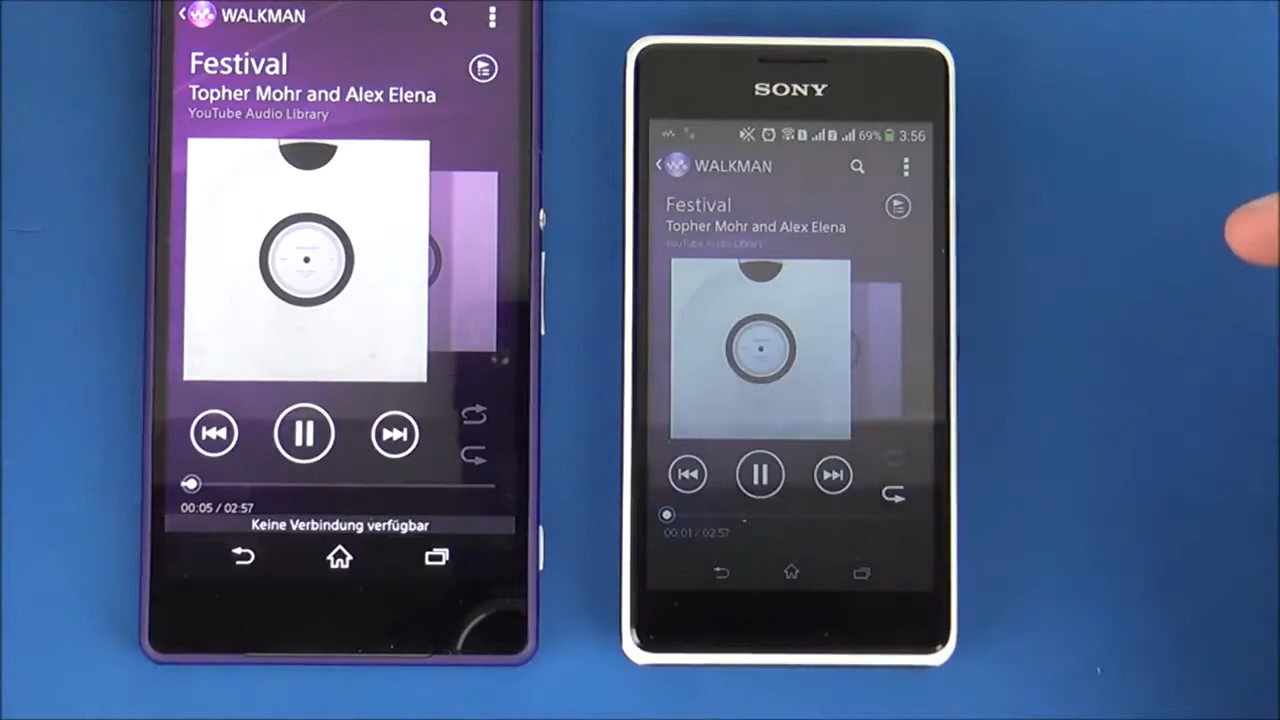 WALKMAN
Festival
Topher Mohr and Alex Elena
YouTube Audio Library
00:05 / 02:57
Keine Verbindung verfügbar
SONY
69% 3:56
WALKMAN
Festival
Topher Mohr and Alex Elena
YouTube Audio Library
00:01 / 02:57